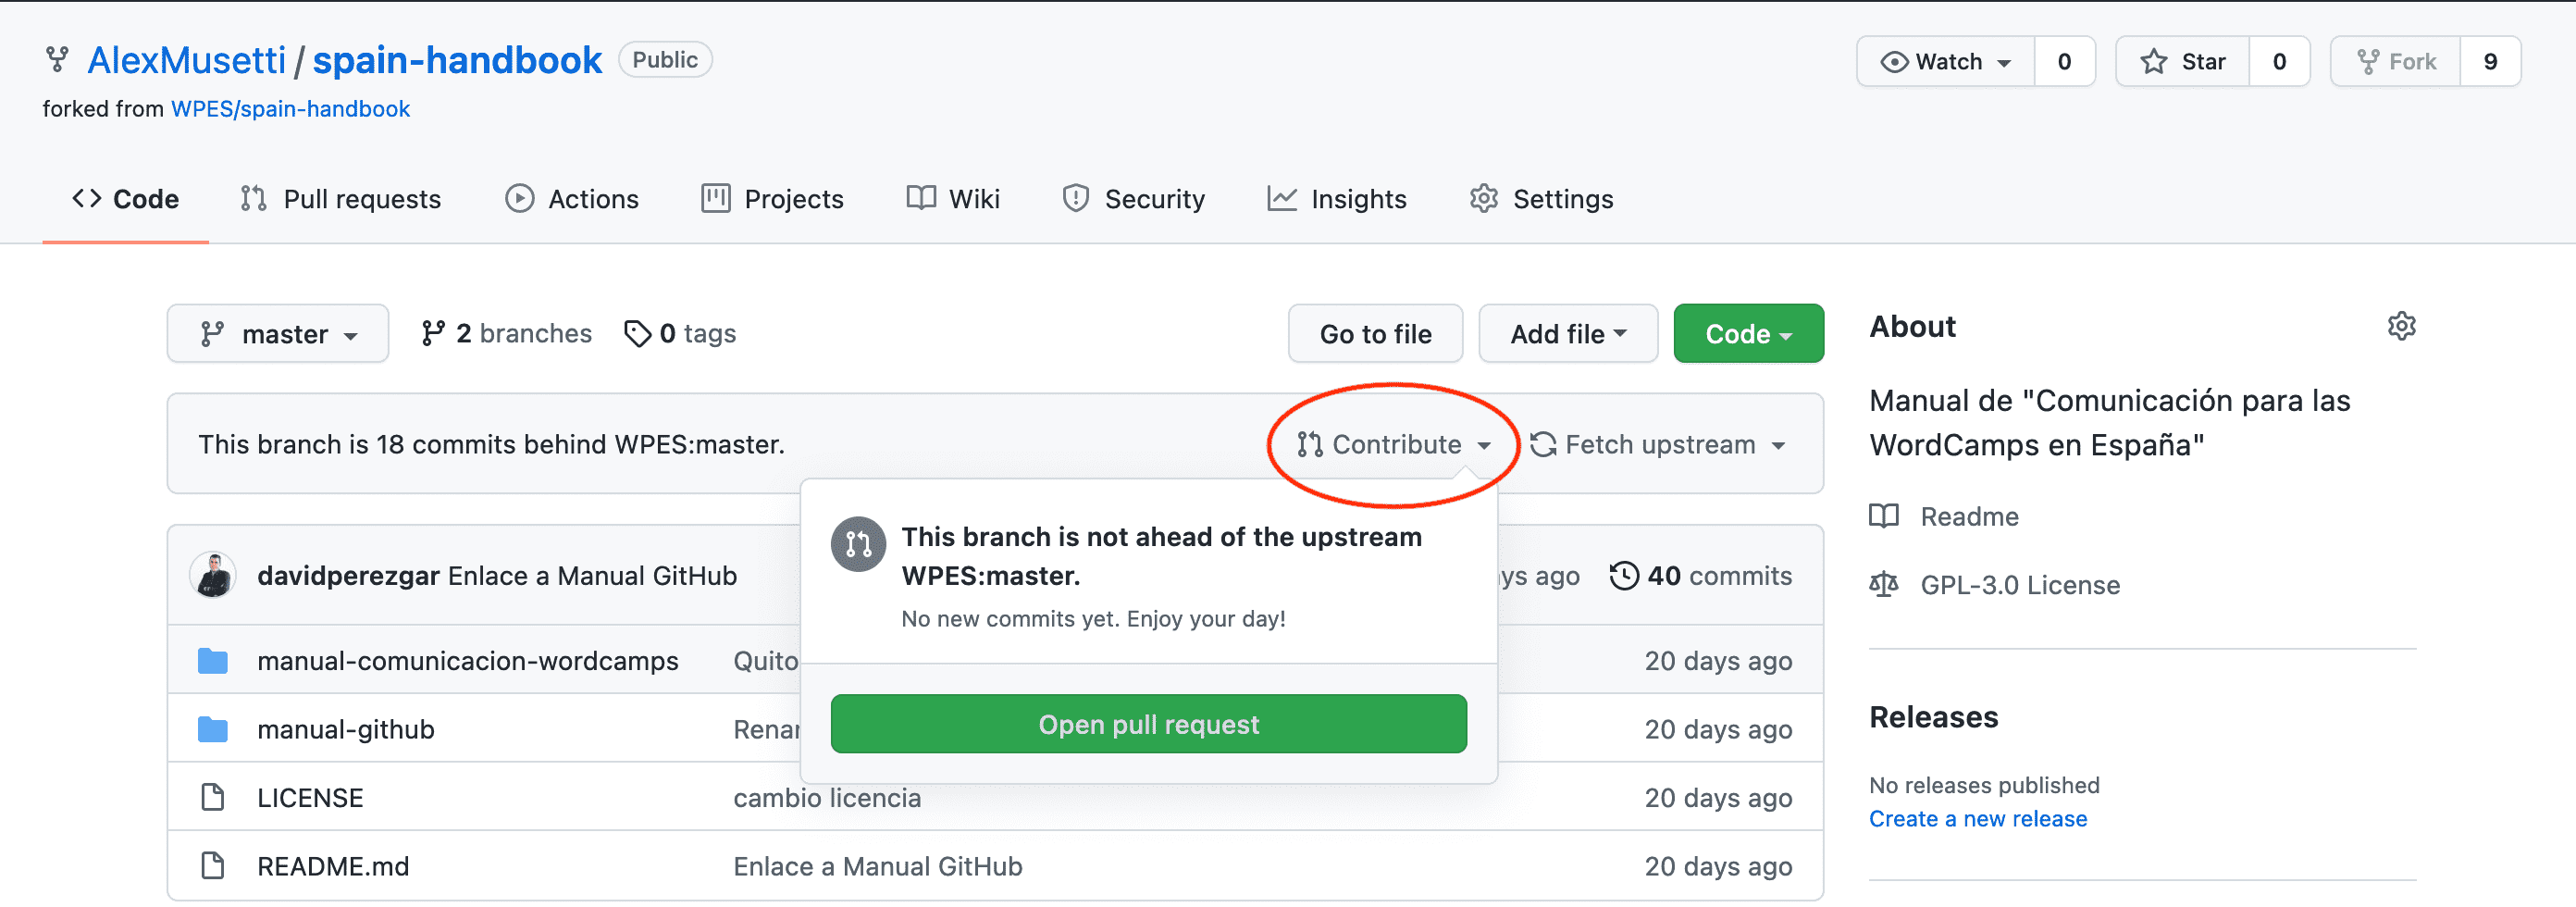 AlexMusetti / spain-handbook Public
Watch 0 Star 0 Fork 9
forked from WPES/spain-handbook
Code Pull requests Actions Projects Wiki Security Insights Settings
master 2 branches 0 tags Go to file Add file Code
This branch is 18 commits behind WPES:master. Contribute Fetch upstream
This branch is not ahead of the upstream
WPES:master.
No new commits yet. Enjoy your day!
Open pull request
davidperezgar Enlace a Manual GitHub ago 40 commits
manual-comunicacion-wordcamps Quito 20 days ago
manual-github 20 days ago
LICENSE cambio licencia 20 days ago
README.md Enlace a Manual GitHub 20 days ago
About
Manual de "Comunicación para las
WordCamps en España"
Readme
GPL-3.0 License
Releases
No releases published
Create a new release